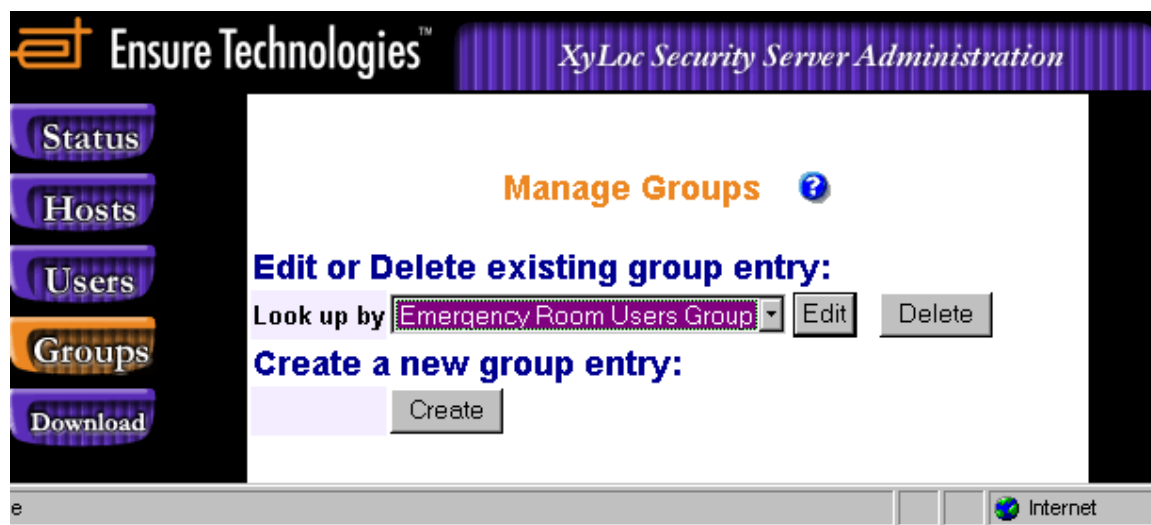 Ensure Technologies™
XyLoc Security Server Administration
Status
Hosts
Users
Groups
Download
Manage Groups ?
Edit or Delete existing group entry:
Look up by Emergency Room Users Group Edit Delete
Create a new group entry:
Create
e
Internet